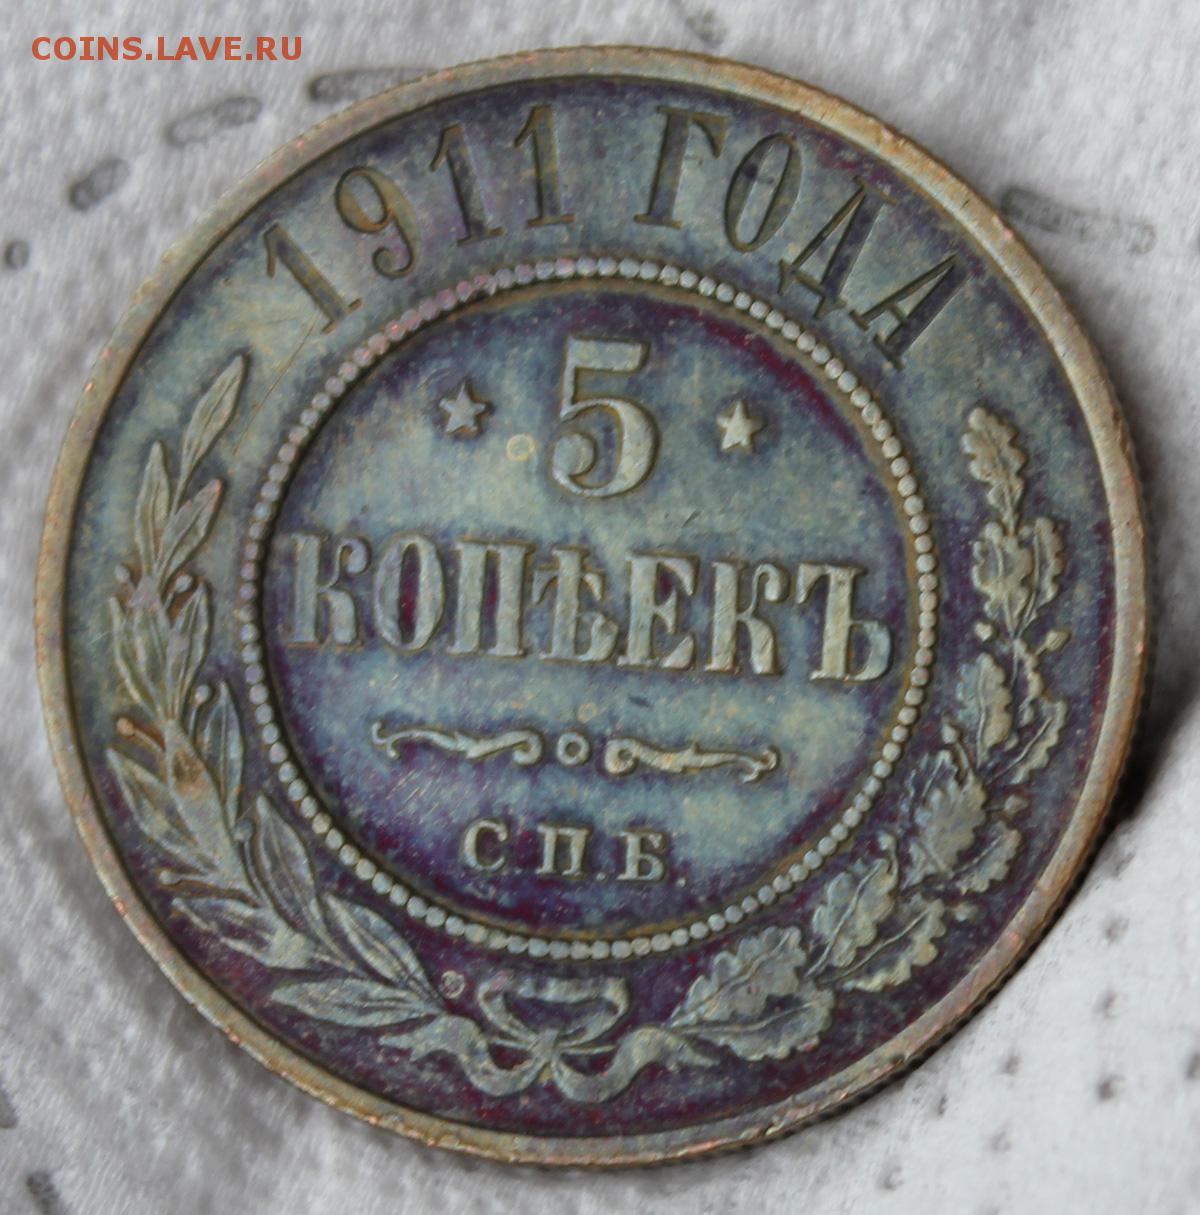 COINS.LAVE.RU
1911 ГОДА
5
КОПѢЕКЪ
С.П.Б.